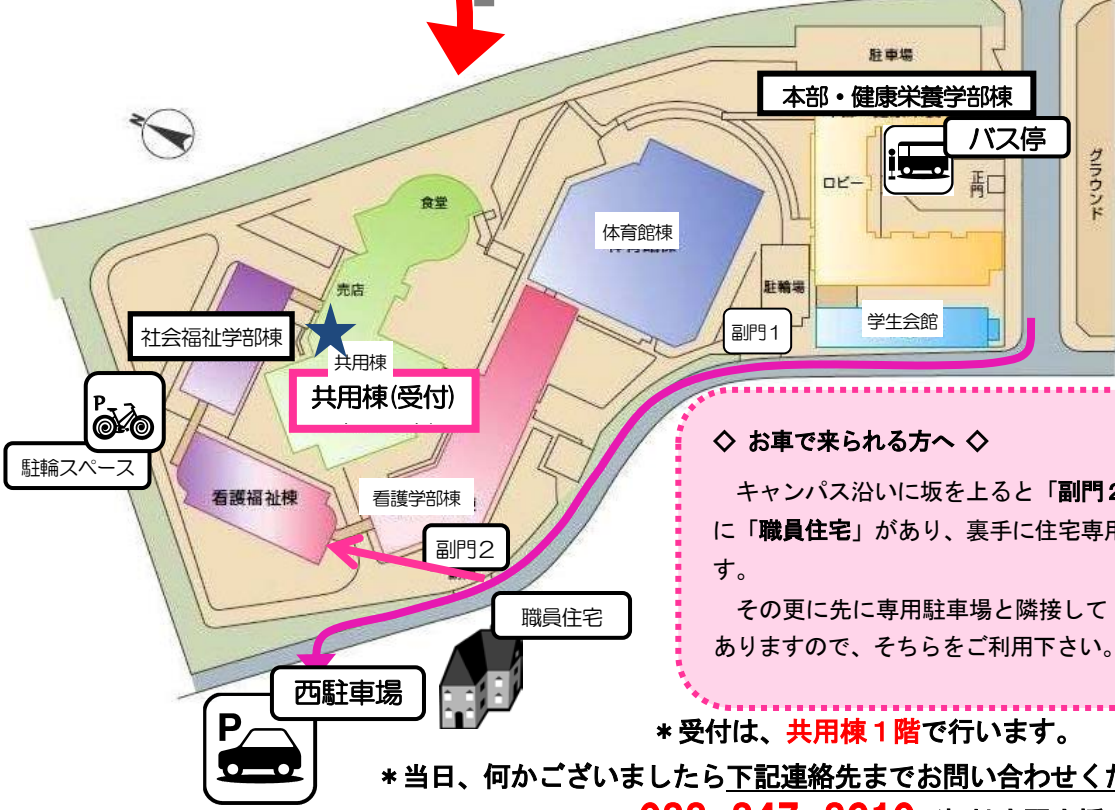 駐車場
本部・健康栄養学部棟
バス停
ロビー
正門
グラウンド
N
食堂
体育館棟
売店
駐輪場
社会福祉学部棟
副門1
学生会館
共用棟
共用棟(受付)
P
駐輪スペース
看護福祉棟
看護学部棟
副門2
職員住宅
西駐車場
P
◇ お車で来られる方へ ◇
キャンパス沿いに坂を上ると「副門2
に「職員住宅」があり、裏手に住宅専用
す。
その更に先に専用駐車場と隣接して
ありますので、そちらをご利用下さい。
*受付は、共用棟1階で行います。
*当日、何かございましたら下記連絡先までお問い合わせくだ